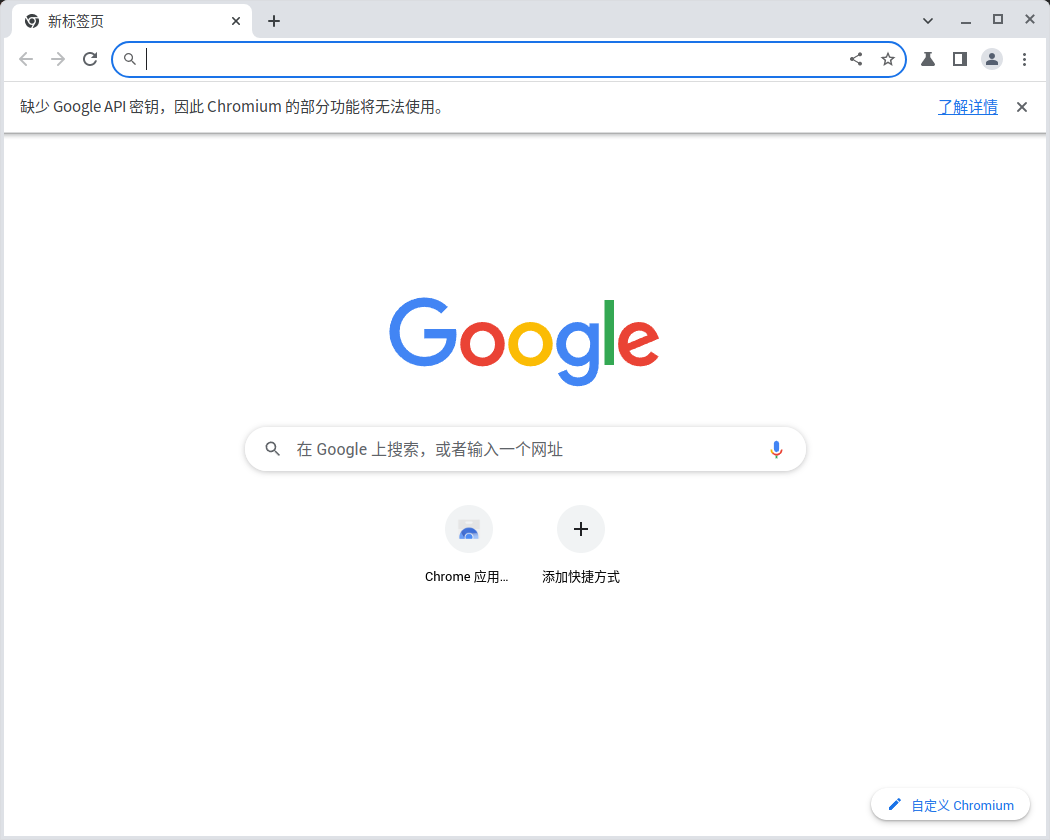 新标签页
缺少 Google API 密钥，因此 Chromium 的部分功能将无法使用。 了解详情
Google
在 Google 上搜索，或者输入一个网址
Chrome 应用... 添加快捷方式
自定义 Chromium